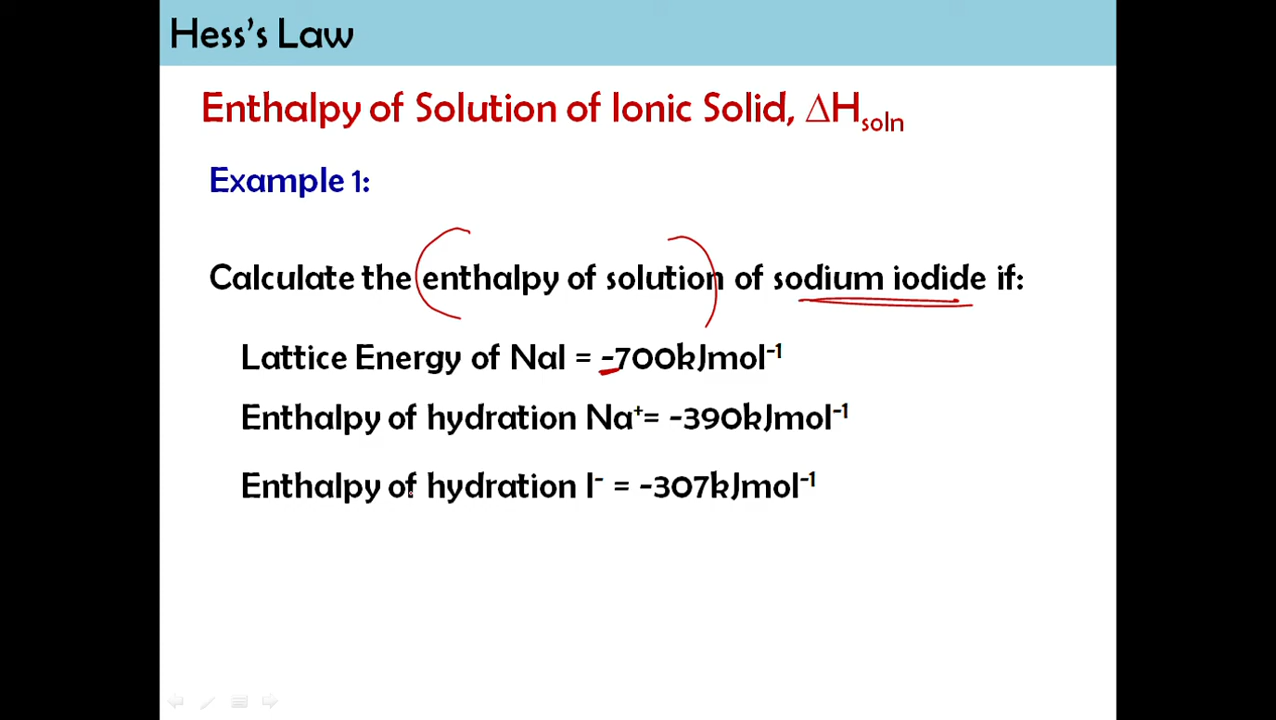 Hess's Law
Enthalpy of Solution of Ionic Solid, ΔHsoln
Example 1:
Calculate the enthalpy of solution of sodium iodide if:
Lattice Energy of NaI = -700kJmol⁻¹
Enthalpy of hydration Na⁺= -390kJmol⁻¹
Enthalpy of hydration I⁻ = -307kJmol⁻¹